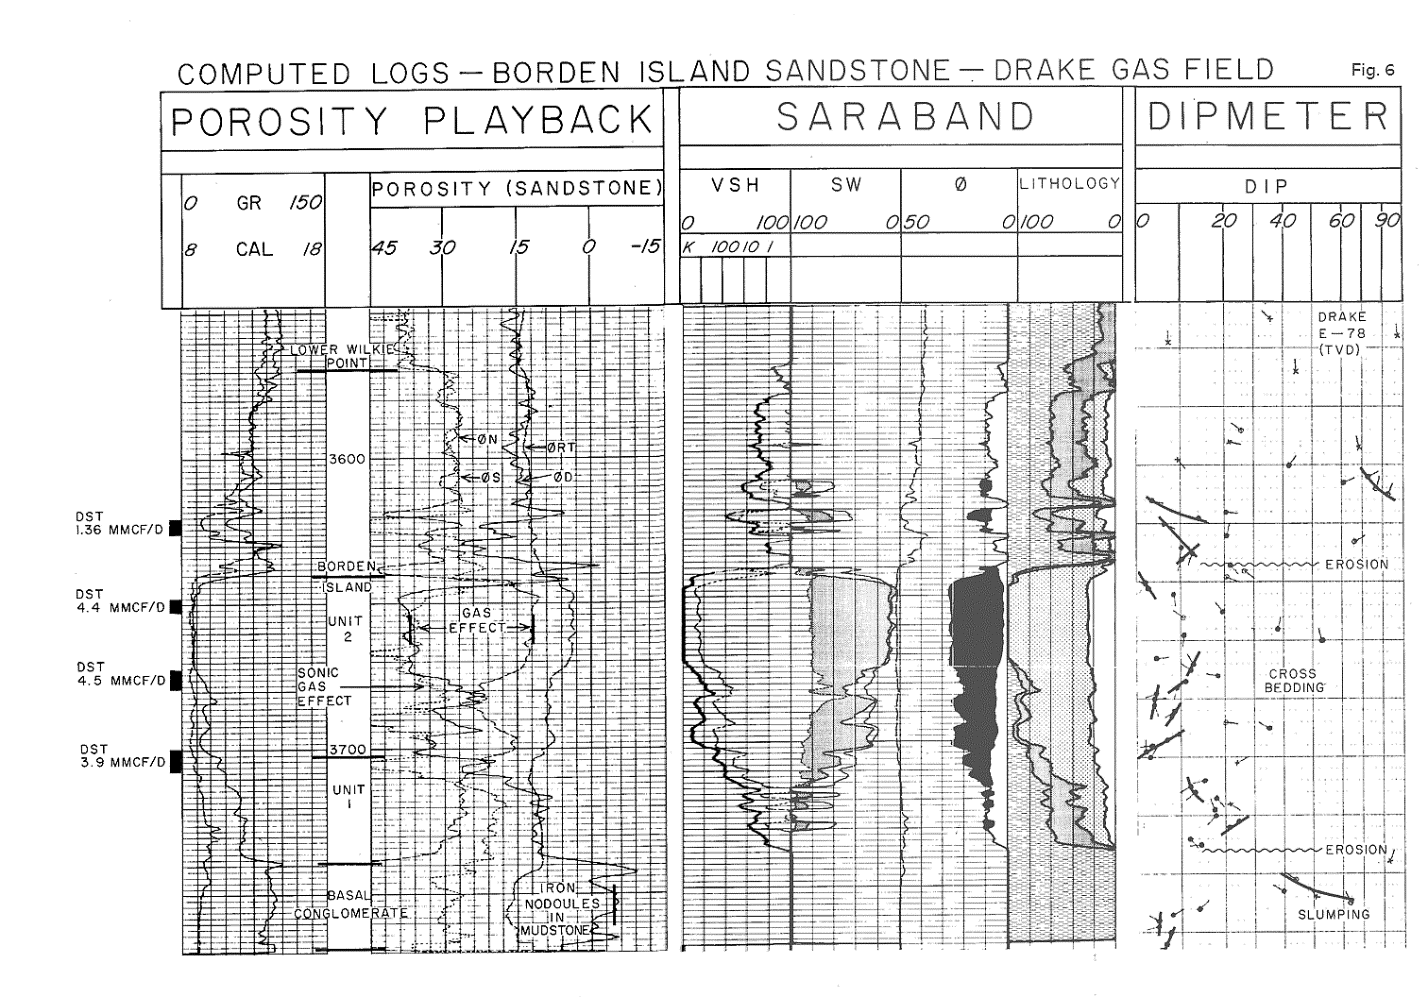 COMPUTED LOGS — BORDEN ISLAND SANDSTONE — DRAKE GAS FIELD
Fig. 6
POROSITY PLAYBACK
SARABAND
DIPMETER
0 GR 150
8 CAL 18
POROSITY (SANDSTONE)
45 30 15 0 -15
VSH
SW
Ø
LITHOLOGY
0 100
100 0
50 0
100 0
K 100 10 1
DIP
0 20 40 60 90
LOWER WILKIE
POINT
3600
ØN
ØS
ØRT
ØD
DST
1.36 MMCF/D
BORDEN
ISLAND
DST
4.4 MMCF/D
UNIT
2
GAS
EFFECT
DST
4.5 MMCF/D
SONIC
GAS
EFFECT
DST
3.9 MMCF/D
3700
UNIT
1
BASAL
CONGLOMERATE
IRON
NODOULES
IN
MUDSTONE
DRAKE
E-78
(TVD)
EROSION
CROSS
BEDDING
EROSION
SLUMPING